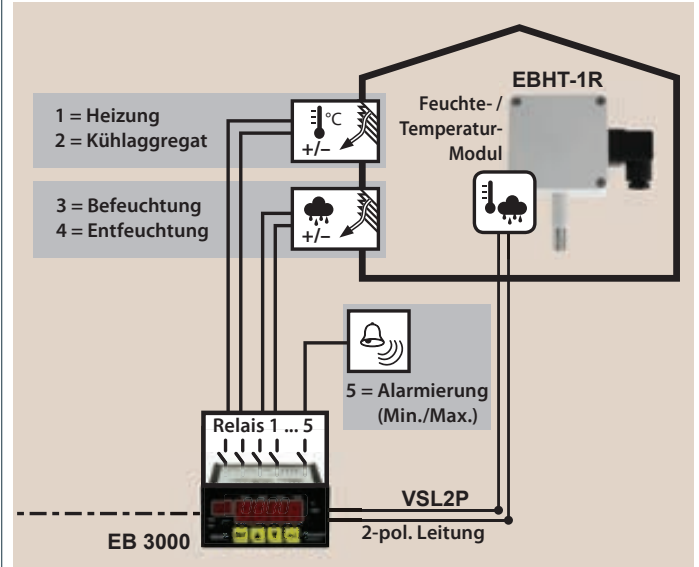 EBHT-1R
Feuchte- /
Temperatur-
Modul
1 = Heizung
2 = Kühlaggregat
°C
+/–
3 = Befeuchtung
4 = Entfeuchtung
+/–
5 = Alarmierung
(Min./Max.)
Relais 1 ... 5
VSL2P
2-pol. Leitung
EB 3000